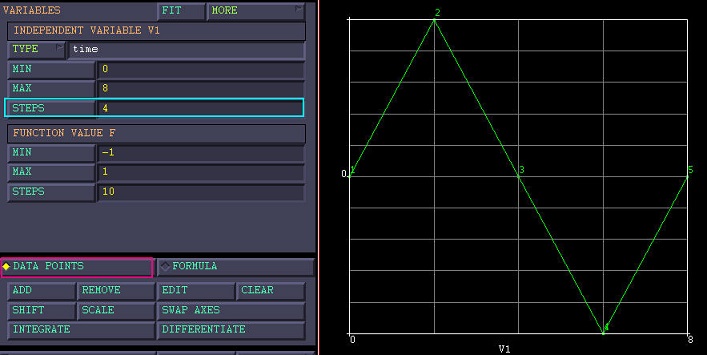 VARIABLES FIT MORE
INDEPENDENT VARIABLE V1
TYPE time
MIN 0
MAX 8
STEPS 4
FUNCTION VALUE F
MIN -1
MAX 1
STEPS 10
DATA POINTS FORMULA
ADD REMOVE EDIT CLEAR
SHIFT SCALE SWAP AXES
INTEGRATE DIFFERENTIATE
2
0 1 3 5
4
0 V1 8